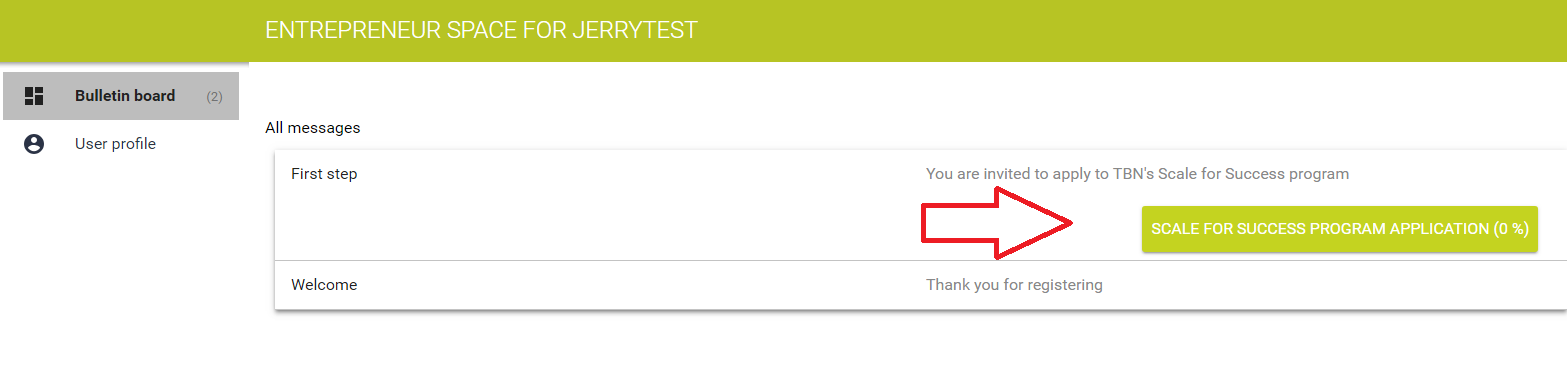 ENTREPRENEUR SPACE FOR JERRYTEST
Bulletin board (2)
User profile
All messages
First step
You are invited to apply to TBN's Scale for Success program
SCALE FOR SUCCESS PROGRAM APPLICATION (0 %)
Welcome
Thank you for registering